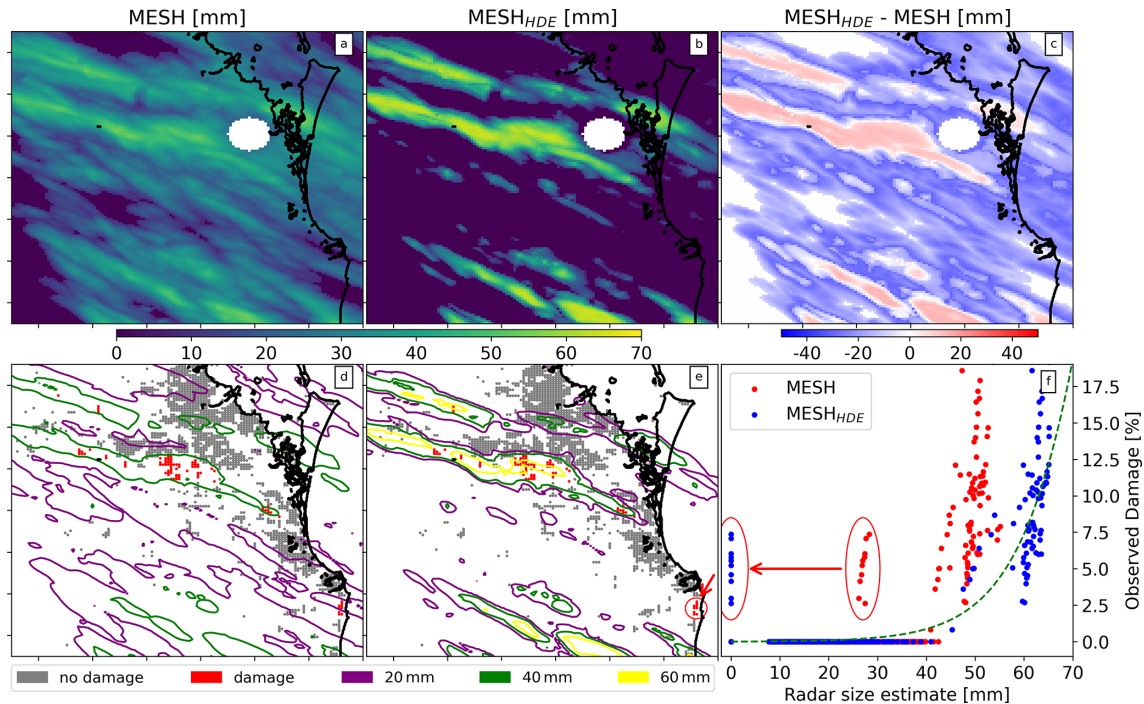 MESH [mm]
MESH_HDE [mm]
MESH_HDE - MESH [mm]
a
b
c
0 10 20 30 40 50 60 70
-40 -20 0 20 40
d
e
f
MESH
MESH_HDE
17.5
15.0
12.5
10.0
7.5
5.0
2.5
0.0
Observed Damage [%]
0 10 20 30 40 50 60 70
Radar size estimate [mm]
no damage damage 20 mm 40 mm 60 mm